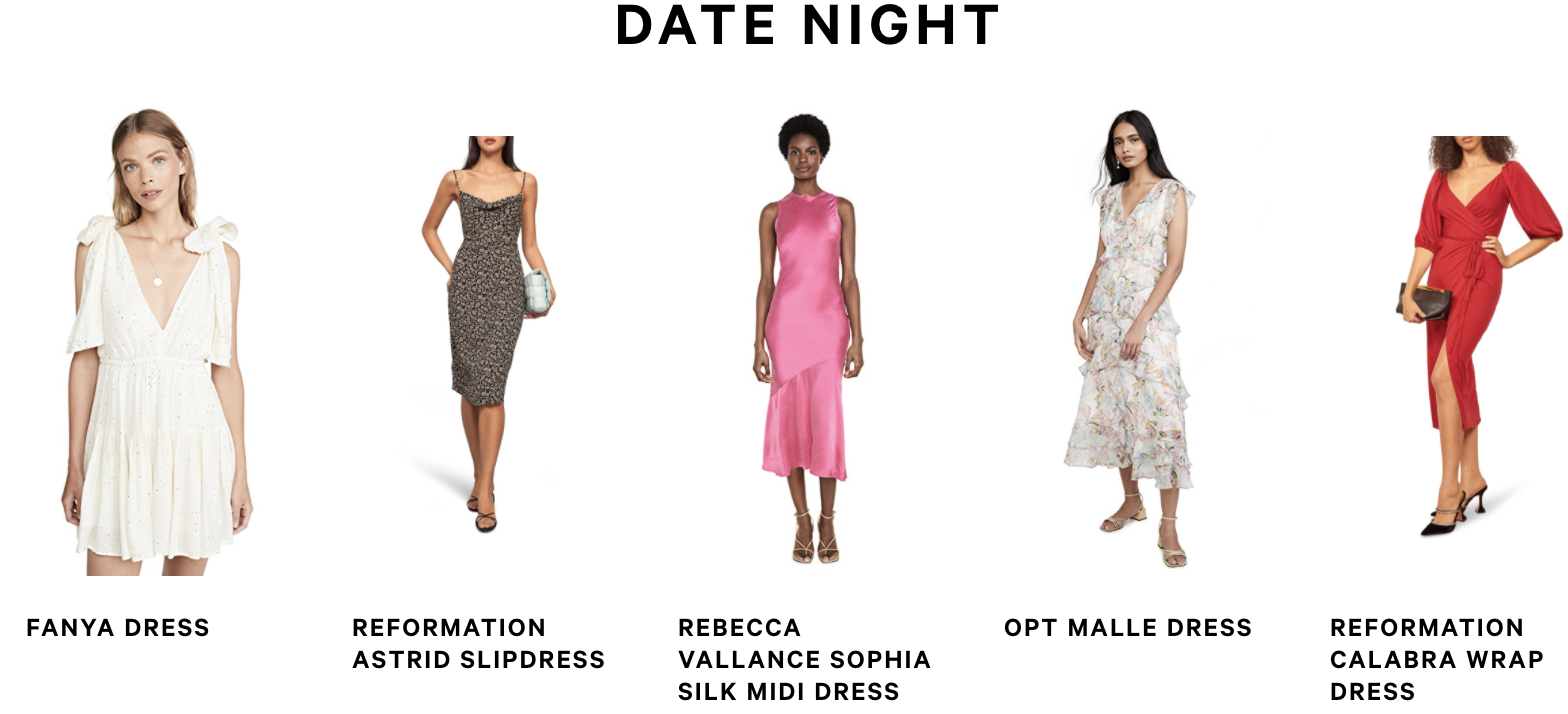 DATE NIGHT
FANYA DRESS
REFORMATION
ASTRID SLIPDRESS
REBECCA
VALLANCE SOPHIA
SILK MIDI DRESS
OPT MALLE DRESS
REFORMATION
CALABRA WRAP
DRESS